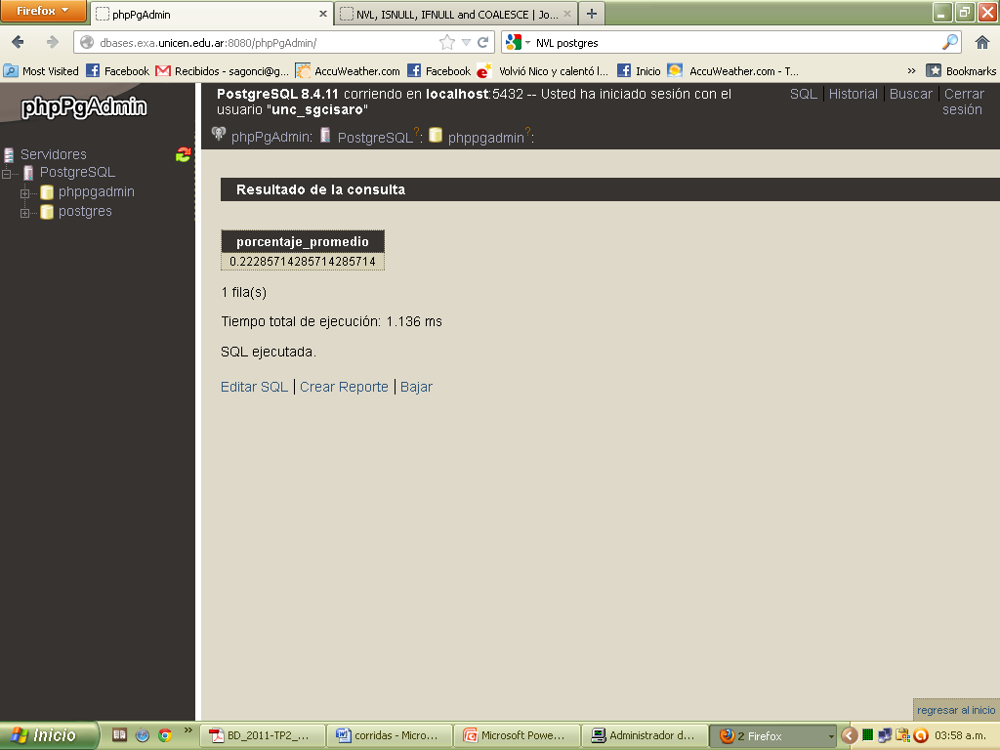 Firefox
phpPgAdmin
NVL, ISNULL, IFNULL and COALESCE | Jo...
dbases.exa.unicen.edu.ar:8080/phpPgAdmin/
NVL postgres
Most Visited
Facebook
Recibidos - sagonci@g...
AccuWeather.com
Facebook
Volvió Nico y calentó l...
Inicio
AccuWeather.com - T...
»
Bookmarks
phpPgAdmin
Servidores
PostgreSQL
phppgadmin
postgres
PostgreSQL 8.4.11 corriendo en localhost:5432 -- Usted ha iniciado sesión con el
usuario "unc_sgcisaro"
SQL | Historial | Buscar | Cerrar
sesión
phpPgAdmin: PostgreSQL?: phppgadmin?:
Resultado de la consulta
porcentaje_promedio
0.22285714285714285714
1 fila(s)
Tiempo total de ejecución: 1.136 ms
SQL ejecutada.
Editar SQL | Crear Reporte | Bajar
regresar al inicio
Inicio
»
BD_2011-TP2_...
corridas - Micro...
Microsoft Powe...
Administrador d...
2 Firefox
03:58 a.m.